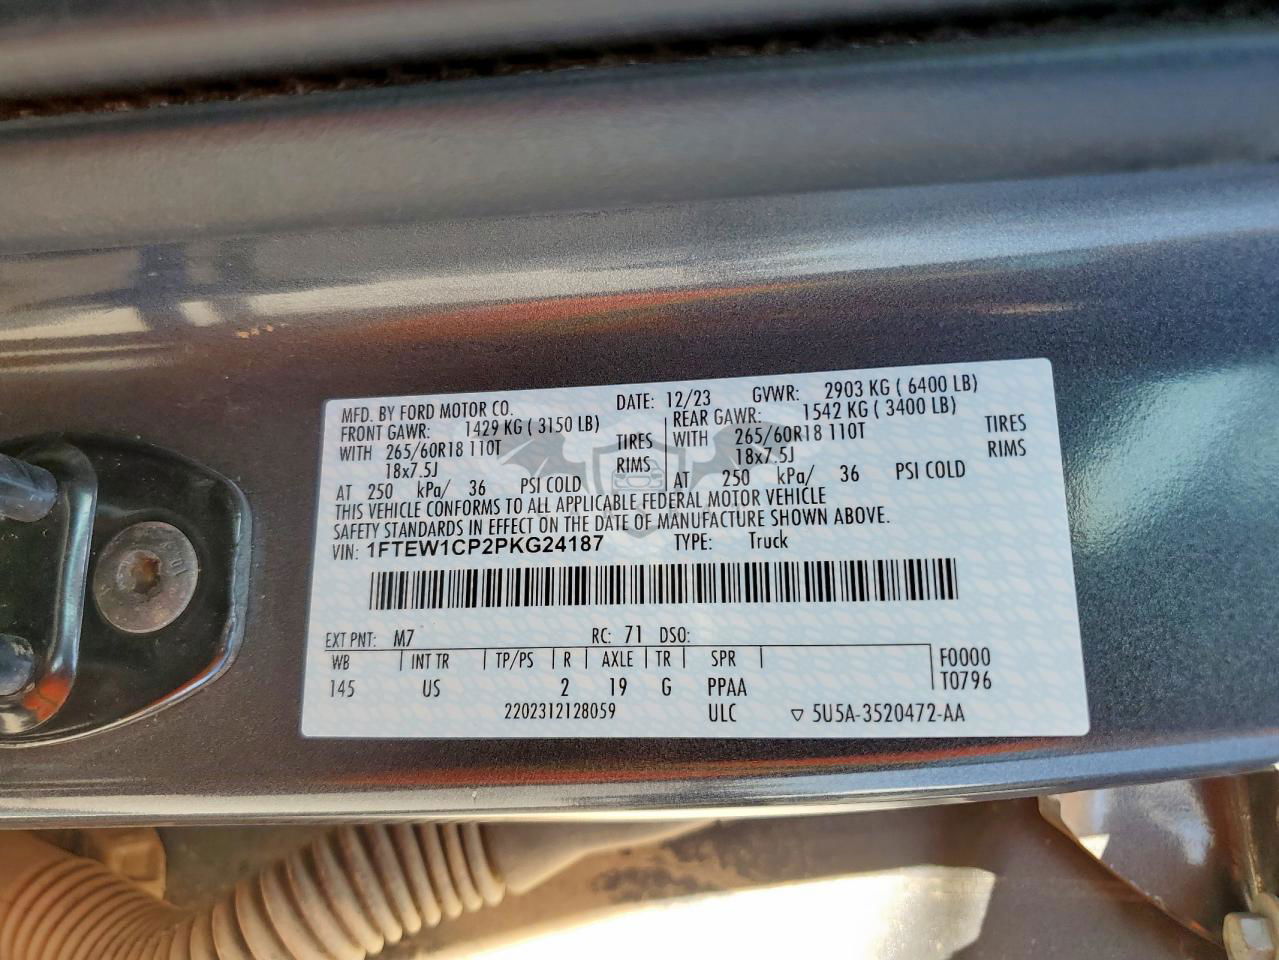 MFD. BY FORD MOTOR CO. DATE: 12/23 GVWR: 2903 KG ( 6400 LB)
FRONT GAWR: 1429 KG ( 3150 LB) REAR GAWR: 1542 KG ( 3400 LB)
WITH 265/60R18 110T TIRES WITH 265/60R18 110T TIRES
18x7.5J RIMS 18x7.5J RIMS
AT 250 kPa/ 36 PSI COLD AT 250 kPa/ 36 PSI COLD
THIS VEHICLE CONFORMS TO ALL APPLICABLE FEDERAL MOTOR VEHICLE
SAFETY STANDARDS IN EFFECT ON THE DATE OF MANUFACTURE SHOWN ABOVE.
VIN: 1FTEW1CP2PKG24187 TYPE: Truck
EXT PNT: M7 RC: 71 DSO:
WB INT TR TP/PS R AXLE TR SPR F0000
145 US 2 19 G PPAA T0796
2202312128059 ULC ▽ 5U5A-3520472-AA